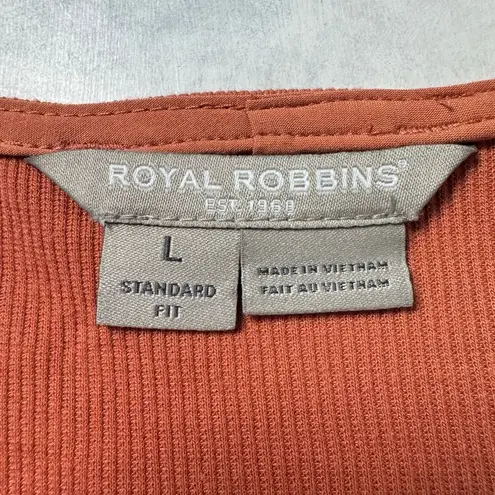 ROYAL ROBBINS®
EST. 1968
L
STANDARD
FIT
MADE IN VIETNAM
FAIT AU VIETNAM